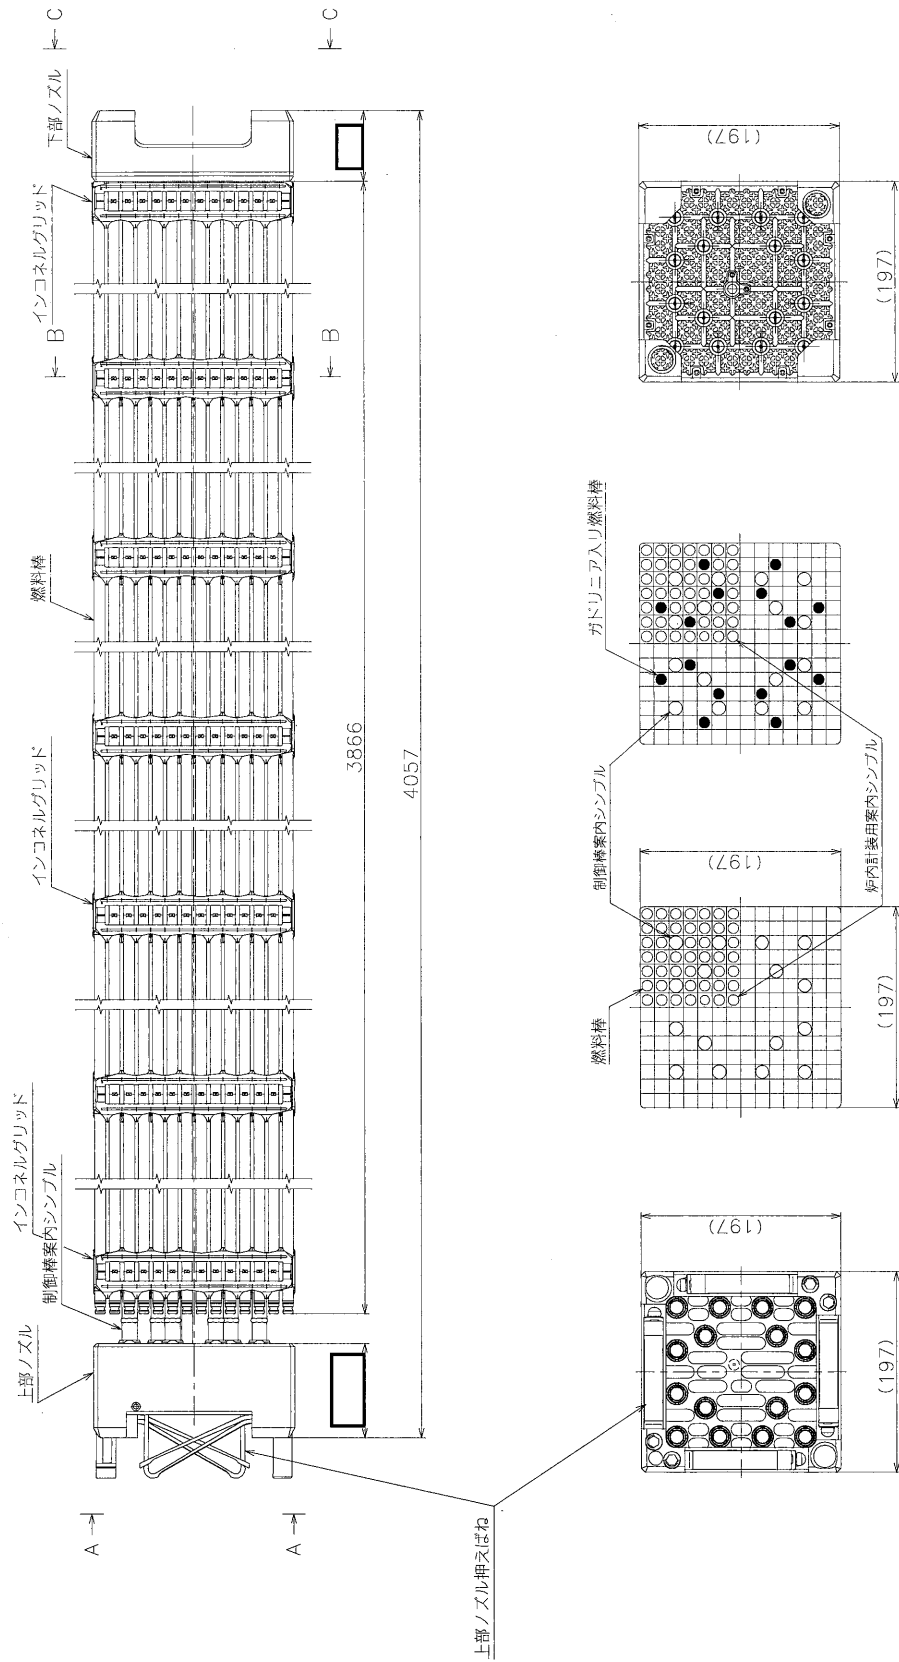 C
C
下部ノズル
インコネルグリッド
B
B
燃料棒
インコネルグリッド
インコネルグリッド
制御棒案内シンブル
上部ノズル
A
A
3866
4057
上部ノズル押えばね
(197)
(197)
ガドリニア入り燃料棒
制御棒案内シンブル
炉内計装用案内シンブル
燃料棒
(197)
(197)
(197)
(197)